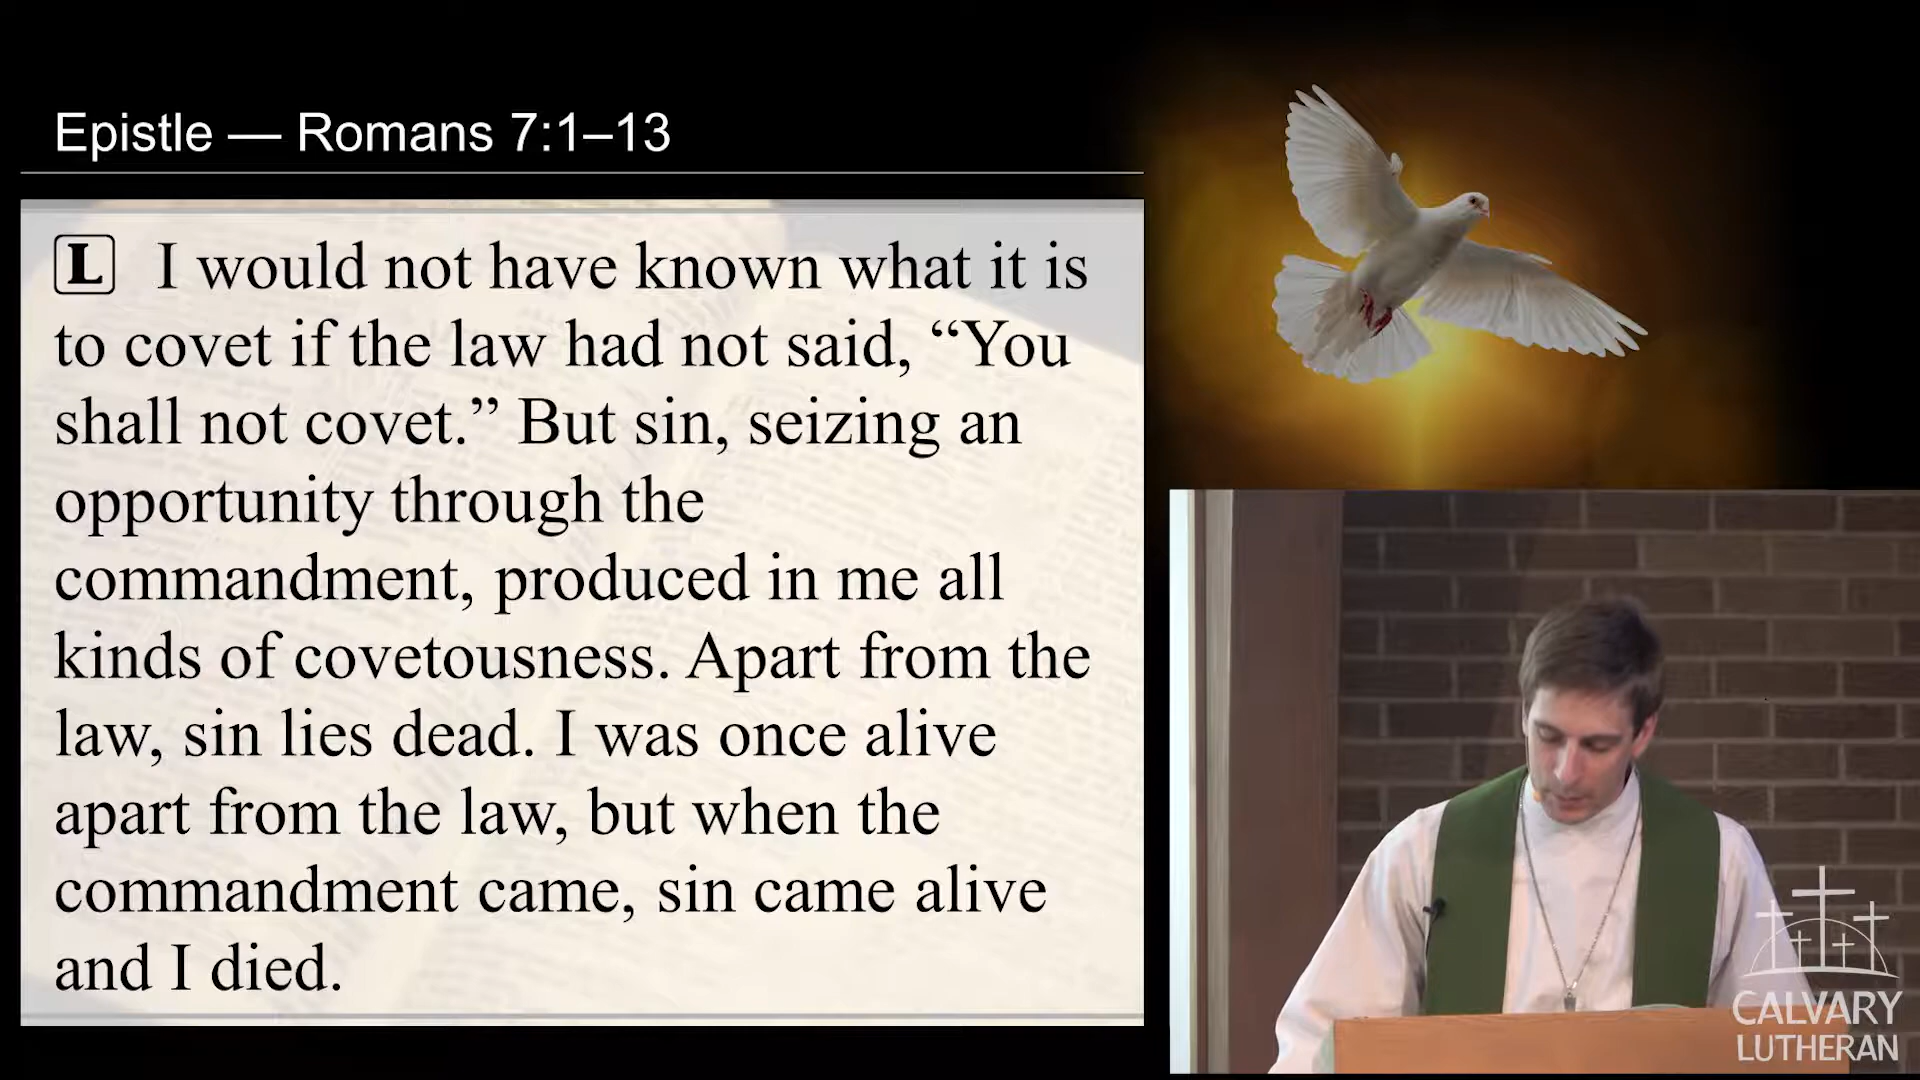 Epistle — Romans 7:1–13
L I would not have known what it is
to covet if the law had not said, “You
shall not covet.” But sin, seizing an
opportunity through the
commandment, produced in me all
kinds of covetousness. Apart from the
law, sin lies dead. I was once alive
apart from the law, but when the
commandment came, sin came alive
and I died.
CALVARY
LUTHERAN